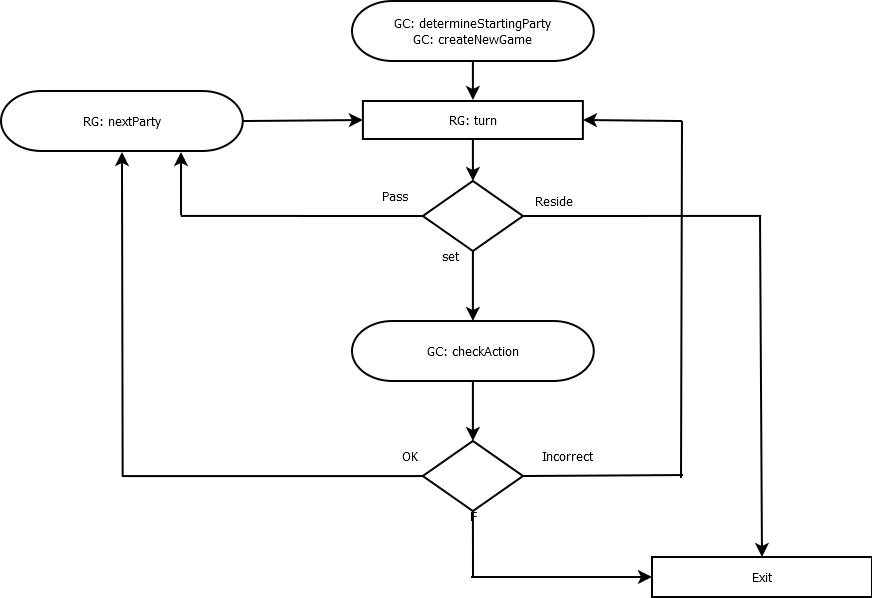 GC: determineStartingParty
GC: createNewGame
RG: nextParty
RG: turn
Pass
Reside
set
GC: checkAction
OK
Incorrect
F
Exit